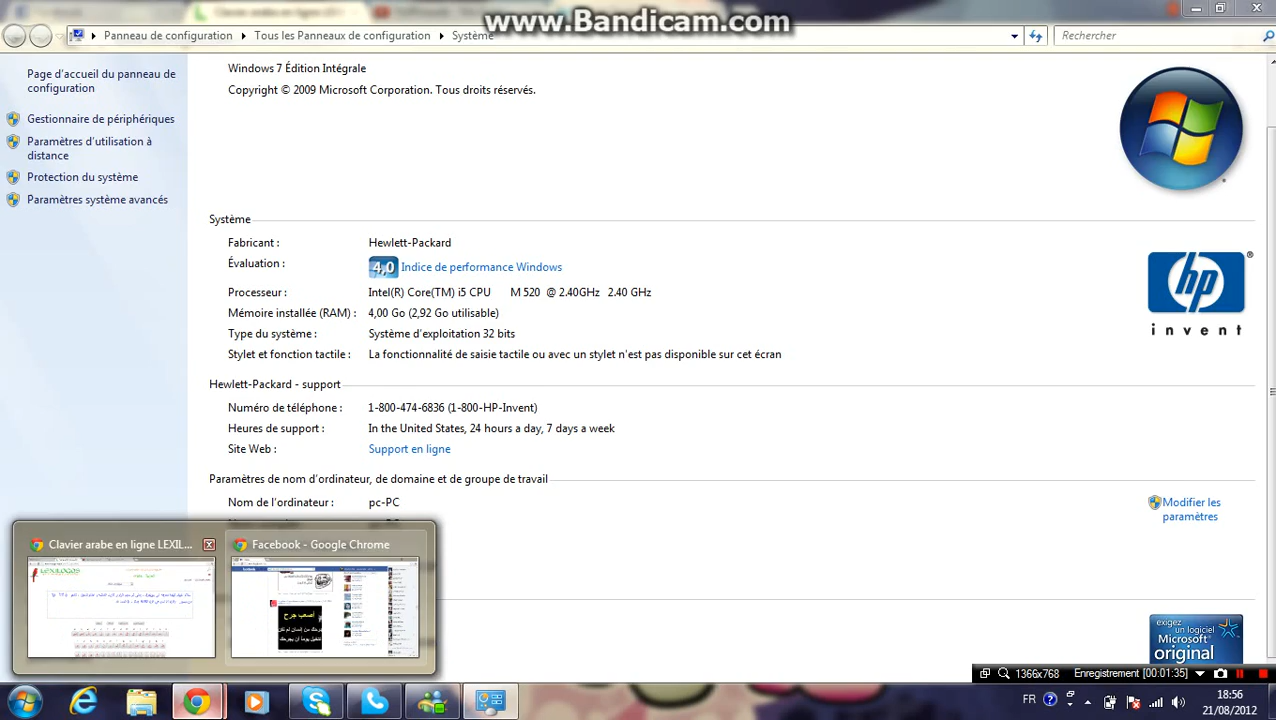 www.Bandicam.com
Panneau de configuration
Tous les Panneaux de configuration
Système
Rechercher
Page d'accueil du panneau de
configuration
Gestionnaire de périphériques
Paramètres d'utilisation à
distance
Protection du système
Paramètres système avancés
Windows 7 Édition Intégrale
Copyright © 2009 Microsoft Corporation. Tous droits réservés.
Système
Fabricant : Hewlett-Packard
Évaluation : 4,0 Indice de performance Windows
Processeur : Intel(R) Core(TM) i5 CPU M 520 @ 2.40GHz 2.40 GHz
Mémoire installée (RAM) : 4,00 Go (2,92 Go utilisable)
Type du système : Système d'exploitation 32 bits
Stylet et fonction tactile : La fonctionnalité de saisie tactile ou avec un stylet n'est pas disponible sur cet écran
hp ®
invent
Hewlett-Packard - support
Numéro de téléphone : 1-800-474-6836 (1-800-HP-Invent)
Heures de support : In the United States, 24 hours a day, 7 days a week
Site Web : Support en ligne
Paramètres de nom d'ordinateur, de domaine et de groupe de travail
Nom de l'ordinateur : pc-PC
Modifier les
paramètres
Clavier arabe en ligne LEXIL...
Facebook - Google Chrome
LEXILOGOS
أصعب جرح
exigez
un logiciel
Microsoft
original
1366x768 Enregistrement [00:01:35]
FR
18:56
21/08/2012